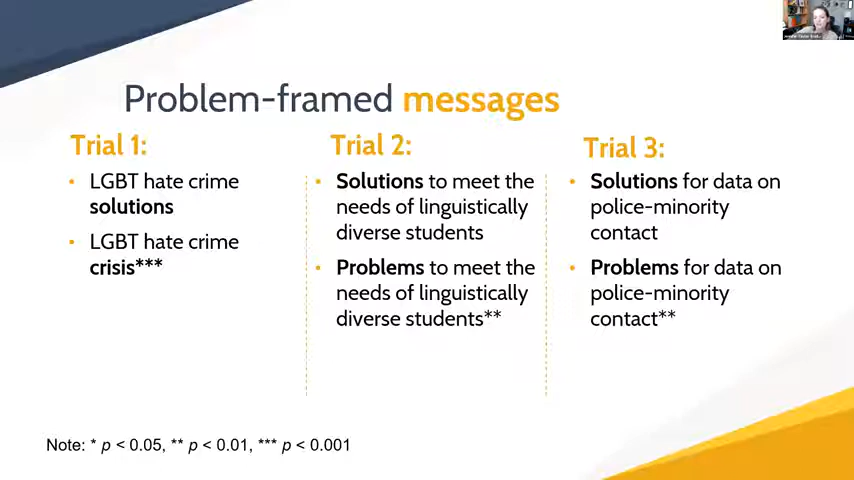 Problem-framed messages
Trial 1:
• LGBT hate crime
solutions
• LGBT hate crime
crisis***
Trial 2:
• Solutions to meet the
needs of linguistically
diverse students
• Problems to meet the
needs of linguistically
diverse students**
Trial 3:
• Solutions for data on
police-minority
contact
• Problems for data on
police-minority
contact**
Note: * p < 0.05, ** p < 0.01, *** p < 0.001